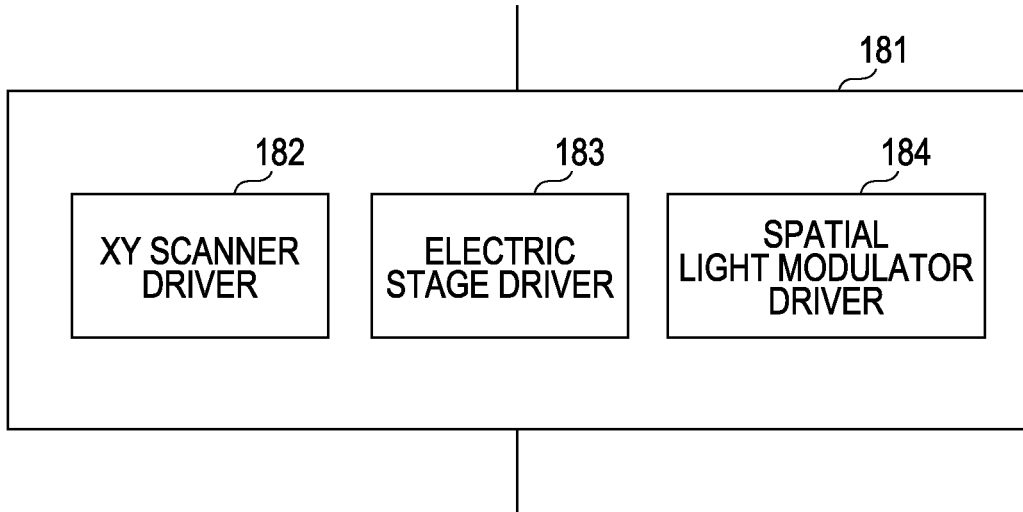 181
182
183
184
XY SCANNER
DRIVER
ELECTRIC
STAGE DRIVER
SPATIAL
LIGHT MODULATOR
DRIVER